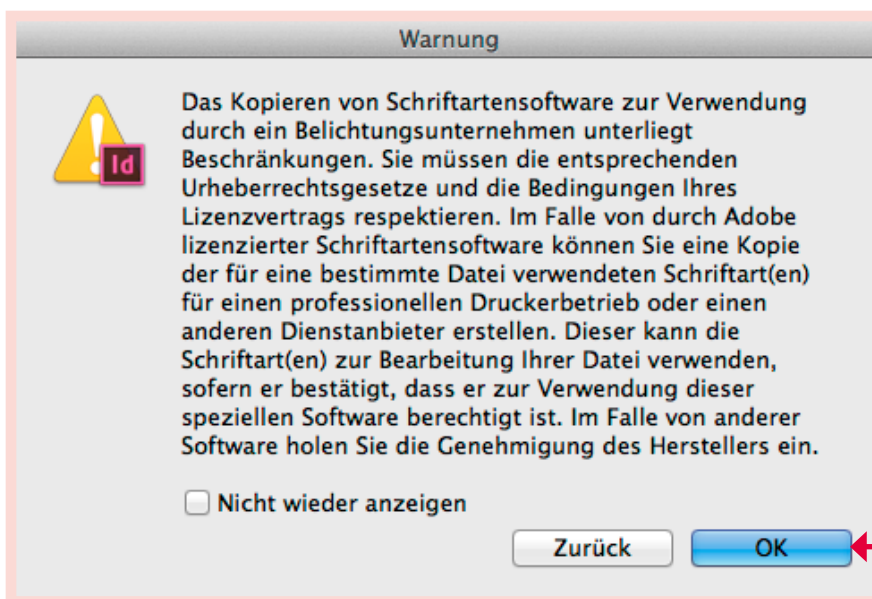 Warnung
Das Kopieren von Schriftartensoftware zur Verwendung
durch ein Belichtungsunternehmen unterliegt
Beschränkungen. Sie müssen die entsprechenden
Urheberrechtsgesetze und die Bedingungen Ihres
Lizenzvertrags respektieren. Im Falle von durch Adobe
lizenzierter Schriftartensoftware können Sie eine Kopie
der für eine bestimmte Datei verwendeten Schriftart(en)
für einen professionellen Druckerbetrieb oder einen
anderen Dienstanbieter erstellen. Dieser kann die
Schriftart(en) zur Bearbeitung Ihrer Datei verwenden,
sofern er bestätigt, dass er zur Verwendung dieser
speziellen Software berechtigt ist. Im Falle von anderer
Software holen Sie die Genehmigung des Herstellers ein.
Id
Nicht wieder anzeigen
Zurück
OK